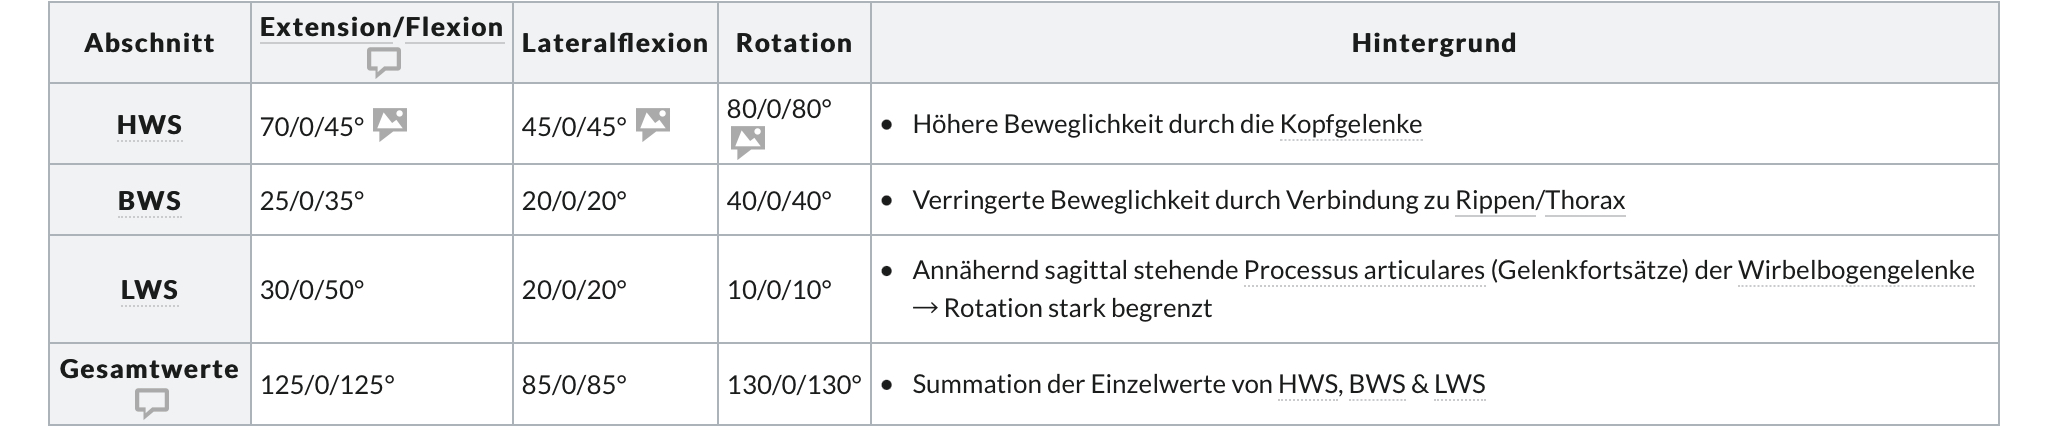 Abschnitt Extension/Flexion Lateralflexion Rotation Hintergrund
HWS 70/0/45° 45/0/45° 80/0/80° • Höhere Beweglichkeit durch die Kopfgelenke
BWS 25/0/35° 20/0/20° 40/0/40° • Verringerte Beweglichkeit durch Verbindung zu Rippen/Thorax
LWS 30/0/50° 20/0/20° 10/0/10° • Annähernd sagittal stehende Processus articulares (Gelenkfortsätze) der Wirbelbogengelenke
→ Rotation stark begrenzt
Gesamtwerte 125/0/125° 85/0/85° 130/0/130° • Summation der Einzelwerte von HWS, BWS & LWS